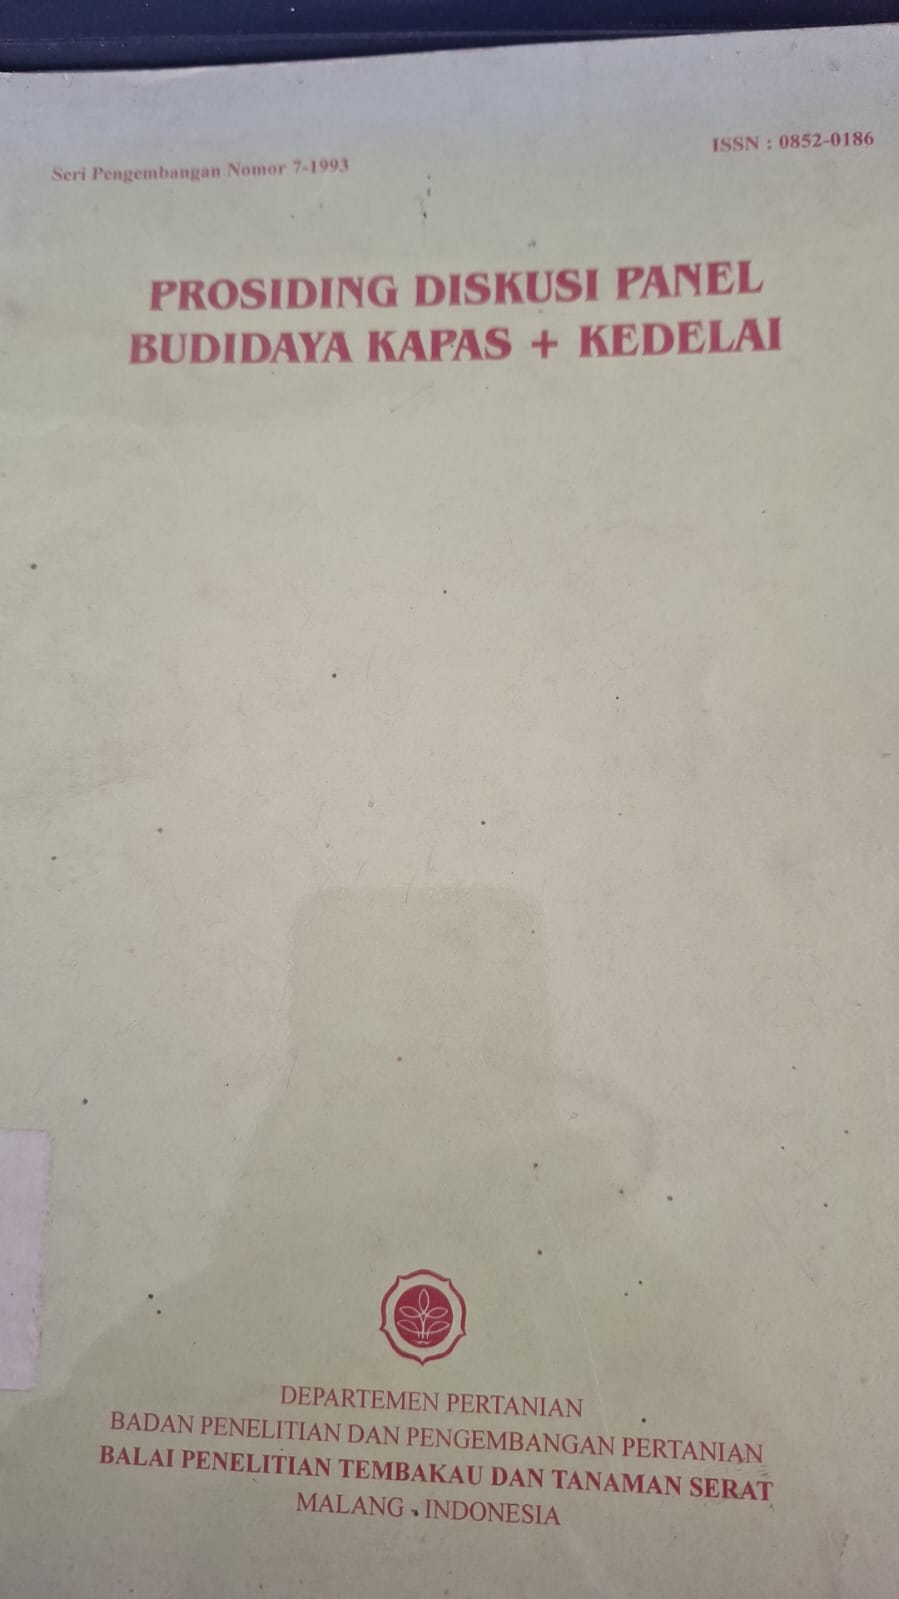 Seri Pengembangan Nomor 7-1993
ISSN : 0852-0186
PROSIDING DISKUSI PANEL
BUDIDAYA KAPAS + KEDELAI
DEPARTEMEN PERTANIAN
BADAN PENELITIAN DAN PENGEMBANGAN PERTANIAN
BALAI PENELITIAN TEMBAKAU DAN TANAMAN SERAT
MALANG . INDONESIA